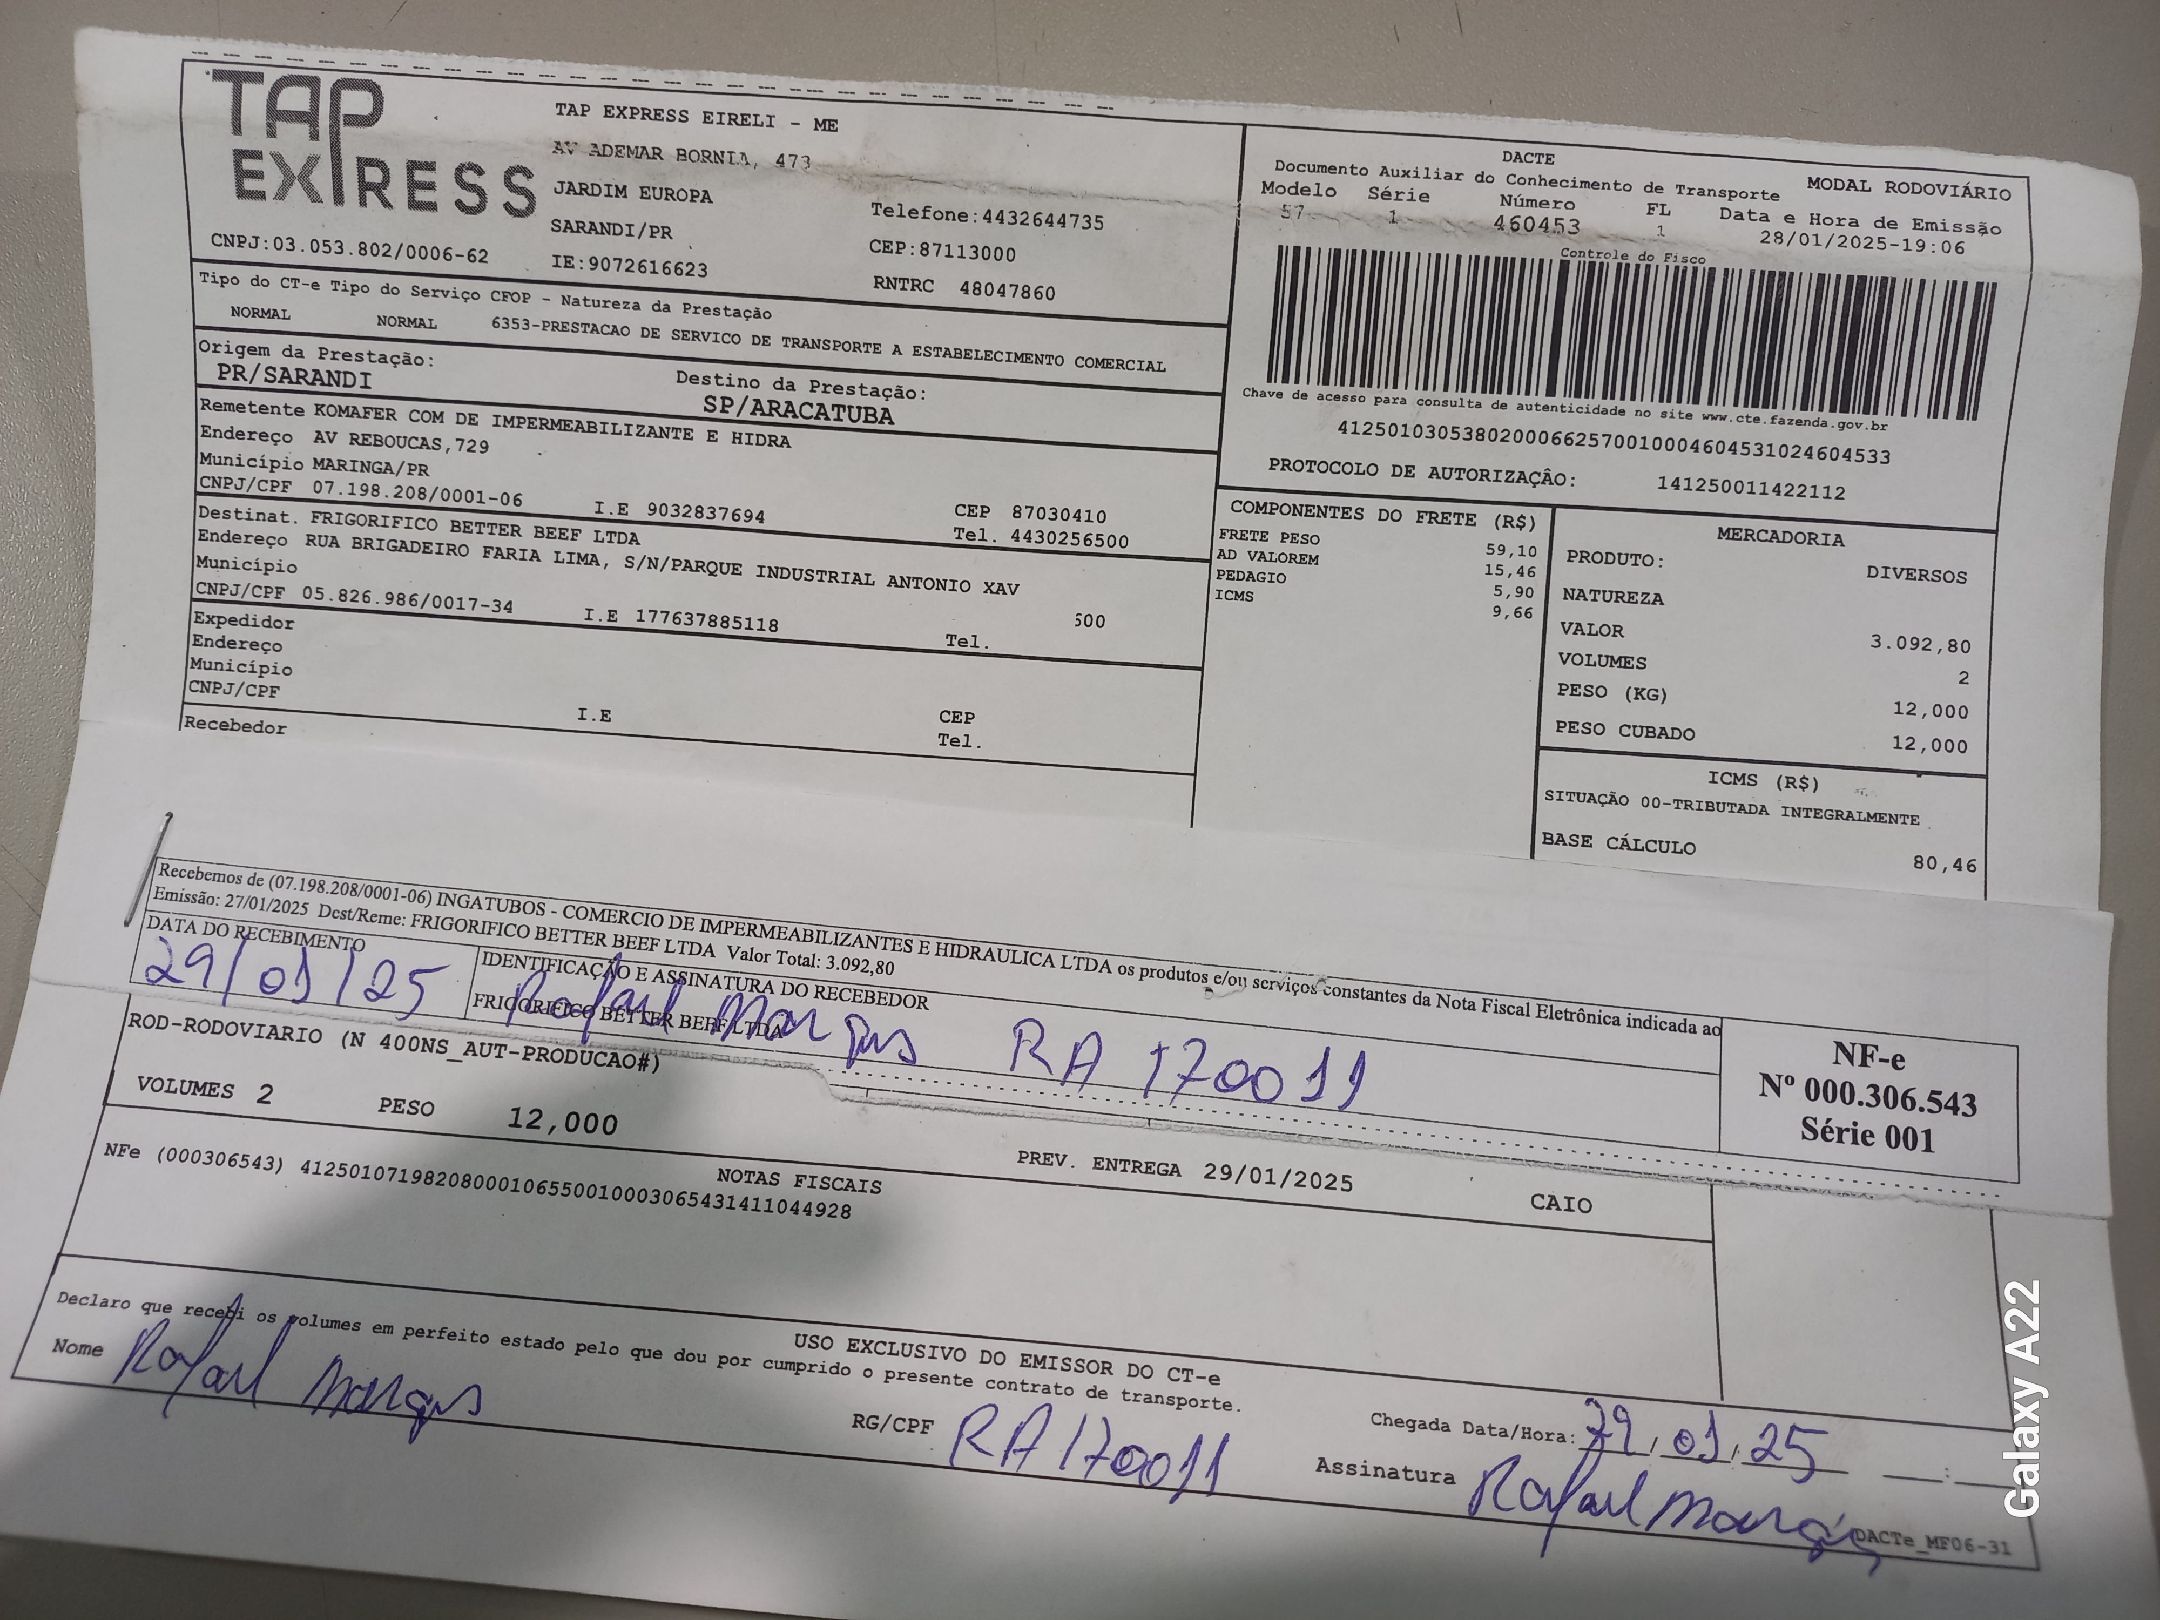 TAP
EXPRESS
CNPJ:03.053.802/0006-62
TAP EXPRESS EIRELI - ME
AV ADEMAR BORNIA, 473
JARDIM EUROPA
SARANDI/PR
IE:9072616623
Telefone:4432644735
CEP:87113000
RNTRC 48047860
DACTE
Documento Auxiliar do Conhecimento de Transporte
MODAL RODOVIÁRIO
Modelo Série Número FL Data e Hora de Emissão
57 1 460453 1 28/01/2025-19:06
Controle do Fisco
Chave de acesso para consulta de autenticidade no site www.cte.fazenda.gov.br
41250103053802000662570010004604531024604533
PROTOCOLO DE AUTORIZAÇÂO: 141250011422112
Tipo do CT-e Tipo do Serviço CFOP - Natureza da Prestação
NORMAL NORMAL 6353-PRESTACAO DE SERVICO DE TRANSPORTE A ESTABELECIMENTO COMERCIAL
Origem da Prestação:
PR/SARANDI
Destino da Prestação:
SP/ARACATUBA
Remetente KOMAFER COM DE IMPERMEABILIZANTE E HIDRA
Endereço AV REBOUCAS,729
Município MARINGA/PR
CEP 87030410
CNPJ/CPF 07.198.208/0001-06 I.E 9032837694 Tel. 4430256500
Destinat. FRIGORIFICO BETTER BEEF LTDA
Endereço RUA BRIGADEIRO FARIA LIMA, S/N/PARQUE INDUSTRIAL ANTONIO XAV
Município 500
CNPJ/CPF 05.826.986/0017-34 I.E 177637885118 Tel.
Expedidor
Endereço
Município CEP
CNPJ/CPF I.E Tel.
Recebedor
COMPONENTES DO FRETE (R$)
FRETE PESO 59,10
AD VALOREM 15,46
PEDAGIO 5,90
ICMS 9,66
MERCADORIA
PRODUTO: DIVERSOS
NATUREZA
VALOR 3.092,80
VOLUMES 2
PESO (KG) 12,000
PESO CUBADO 12,000
ICMS (R$)
SITUAÇÃO 00-TRIBUTADA INTEGRALMENTE
BASE CÁLCULO 80,46
Recebemos de (07.198.208/0001-06) INGATUBOS - COMERCIO DE IMPERMEABILIZANTES E HIDRAULICA LTDA os produtos e/ou serviços constantes da Nota Fiscal Eletrônica indicada ao
Emissão: 27/01/2025 Dest/Reme: FRIGORIFICO BETTER BEEF LTDA Valor Total: 3.092,80
DATA DO RECEBIMENTO
29/01/25
IDENTIFICAÇÃO E ASSINATURA DO RECEBEDOR
FRIGORIFICO BETTER BEEF LTDA
Rafael Marques RA 170011
NF-e
Nº 000.306.543
Série 001
ROD-RODOVIARIO (N 400NS_AUT-PRODUCAO#)
VOLUMES 2 PESO 12,000 PREV. ENTREGA 29/01/2025 CAIO
NOTAS FISCAIS
NFe (000306543) 41250107198208000106550010003065431411044928
USO EXCLUSIVO DO EMISSOR DO CT-e
Declaro que recebi os volumes em perfeito estado pelo que dou por cumprido o presente contrato de transporte.
Nome Rafael Marques
RG/CPF RA170011
Chegada Data/Hora: 29/01/25 __:__
Assinatura Rafael Marques
DACTe_MF06-31
Galaxy A22